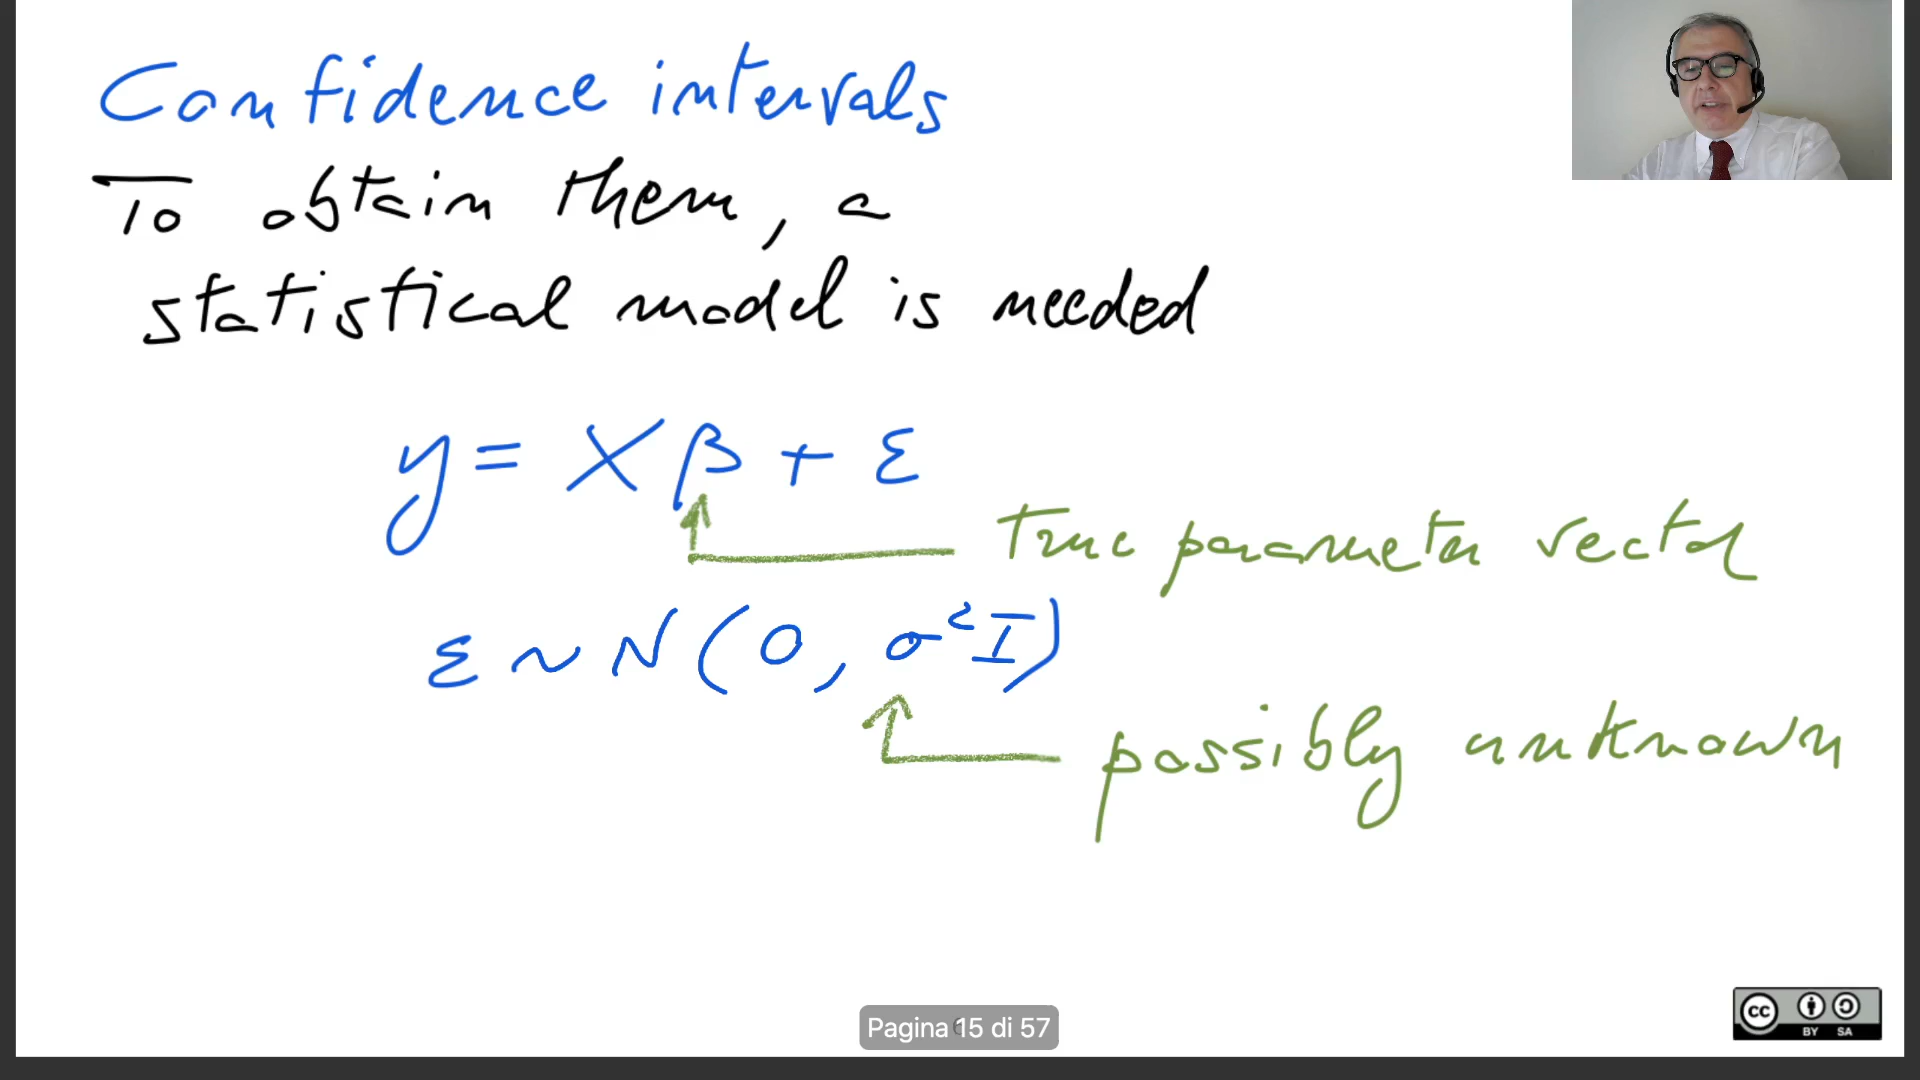 Confidence intervals
To obtain them, a
statistical model is needed
y = Xβ + ε
true parameter vector
ε ~ N(0, σ²I)
possibly unknown
Pagina 15 di 57
cc
BY SA